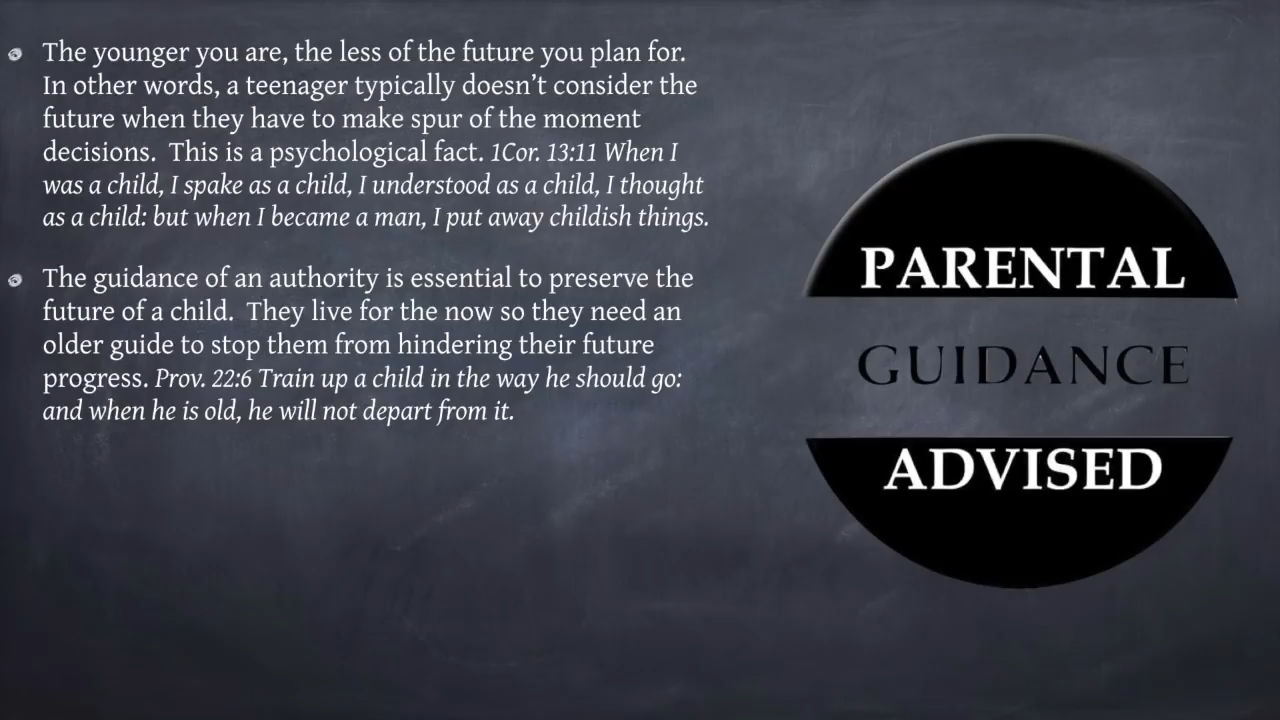 The younger you are, the less of the future you plan for.
In other words, a teenager typically doesn’t consider the
future when they have to make spur of the moment
decisions.  This is a psychological fact. 1Cor. 13:11 When I
was a child, I spake as a child, I understood as a child, I thought
as a child: but when I became a man, I put away childish things.
The guidance of an authority is essential to preserve the
future of a child.  They live for the now so they need an
older guide to stop them from hindering their future
progress. Prov. 22:6 Train up a child in the way he should go:
and when he is old, he will not depart from it.
PARENTAL
GUIDANCE
ADVISED